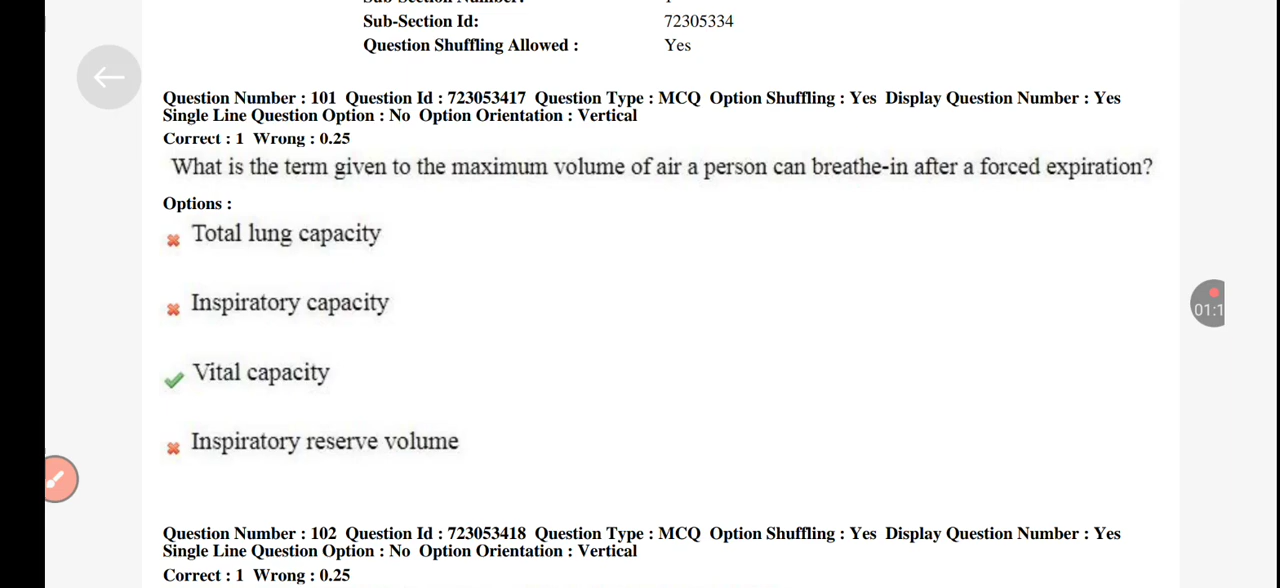 Sub-Section Number:
Sub-Section Id: 72305334
Question Shuffling Allowed : Yes
Question Number : 101 Question Id : 723053417 Question Type : MCQ Option Shuffling : Yes Display Question Number : Yes
Single Line Question Option : No Option Orientation : Vertical
Correct : 1 Wrong : 0.25
What is the term given to the maximum volume of air a person can breathe-in after a forced expiration?
Options :
Total lung capacity
Inspiratory capacity
01:1
Vital capacity
Inspiratory reserve volume
Question Number : 102 Question Id : 723053418 Question Type : MCQ Option Shuffling : Yes Display Question Number : Yes
Single Line Question Option : No Option Orientation : Vertical
Correct : 1 Wrong : 0.25